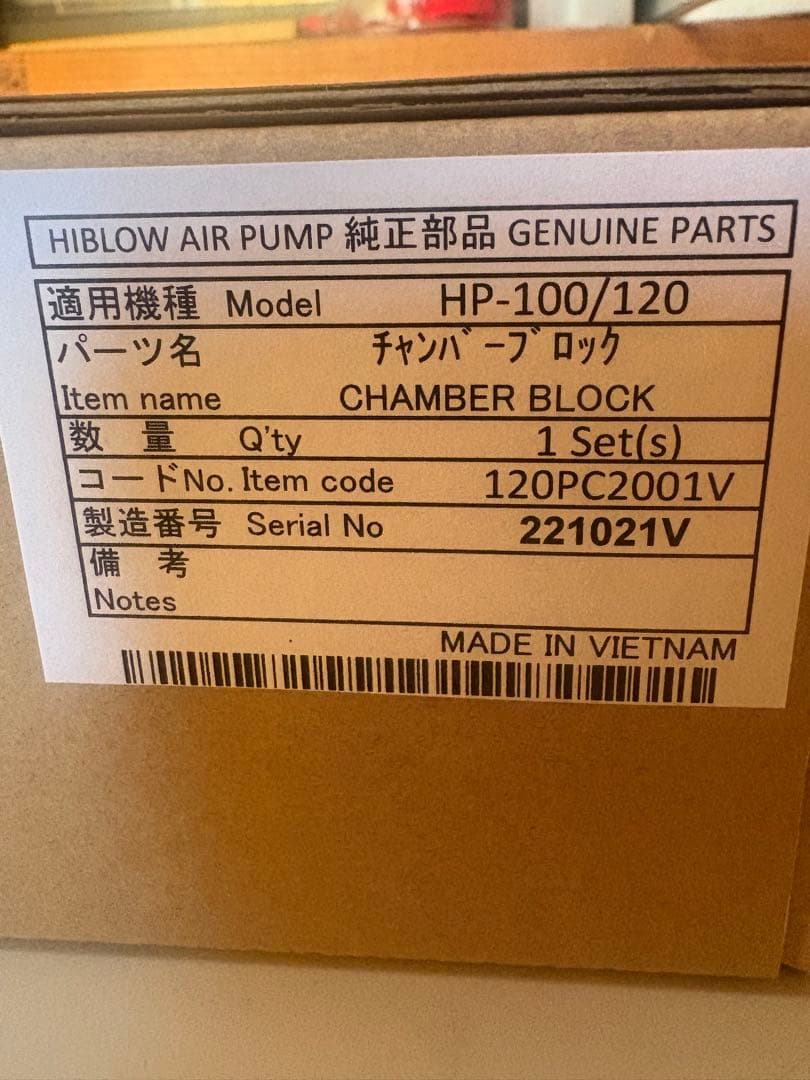 HIBLOW AIR PUMP 純正部品 GENUINE PARTS
適用機種 Model HP-100/120
パーツ名 チャンバーブロック
Item name CHAMBER BLOCK
数 量 Q'ty 1 Set(s)
コードNo. Item code 120PC2001V
製造番号 Serial No 221021V
備 考
Notes
MADE IN VIETNAM